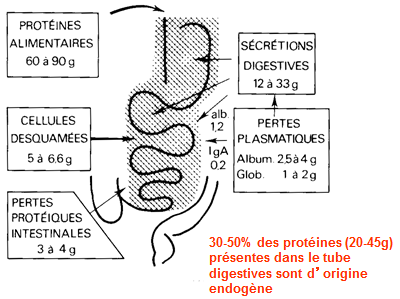 PROTÉINES
ALIMENTAIRES
60 à 90 g
SÉCRÉTIONS
DIGESTIVES
12 à 33 g
CELLULES
DESQUAMÉES
5 à 6.6 g
alb.
1,2
IgA
0,2
PERTES
PLASMATIQUES
Album. 2.5 à 4 g
Glob. 1 à 2 g
PERTES
PROTÉIQUES
INTESTINALES
3 à 4 g
30-50% des protéines (20-45g)
présentes dans le tube
digestives sont d’ origine
endogène